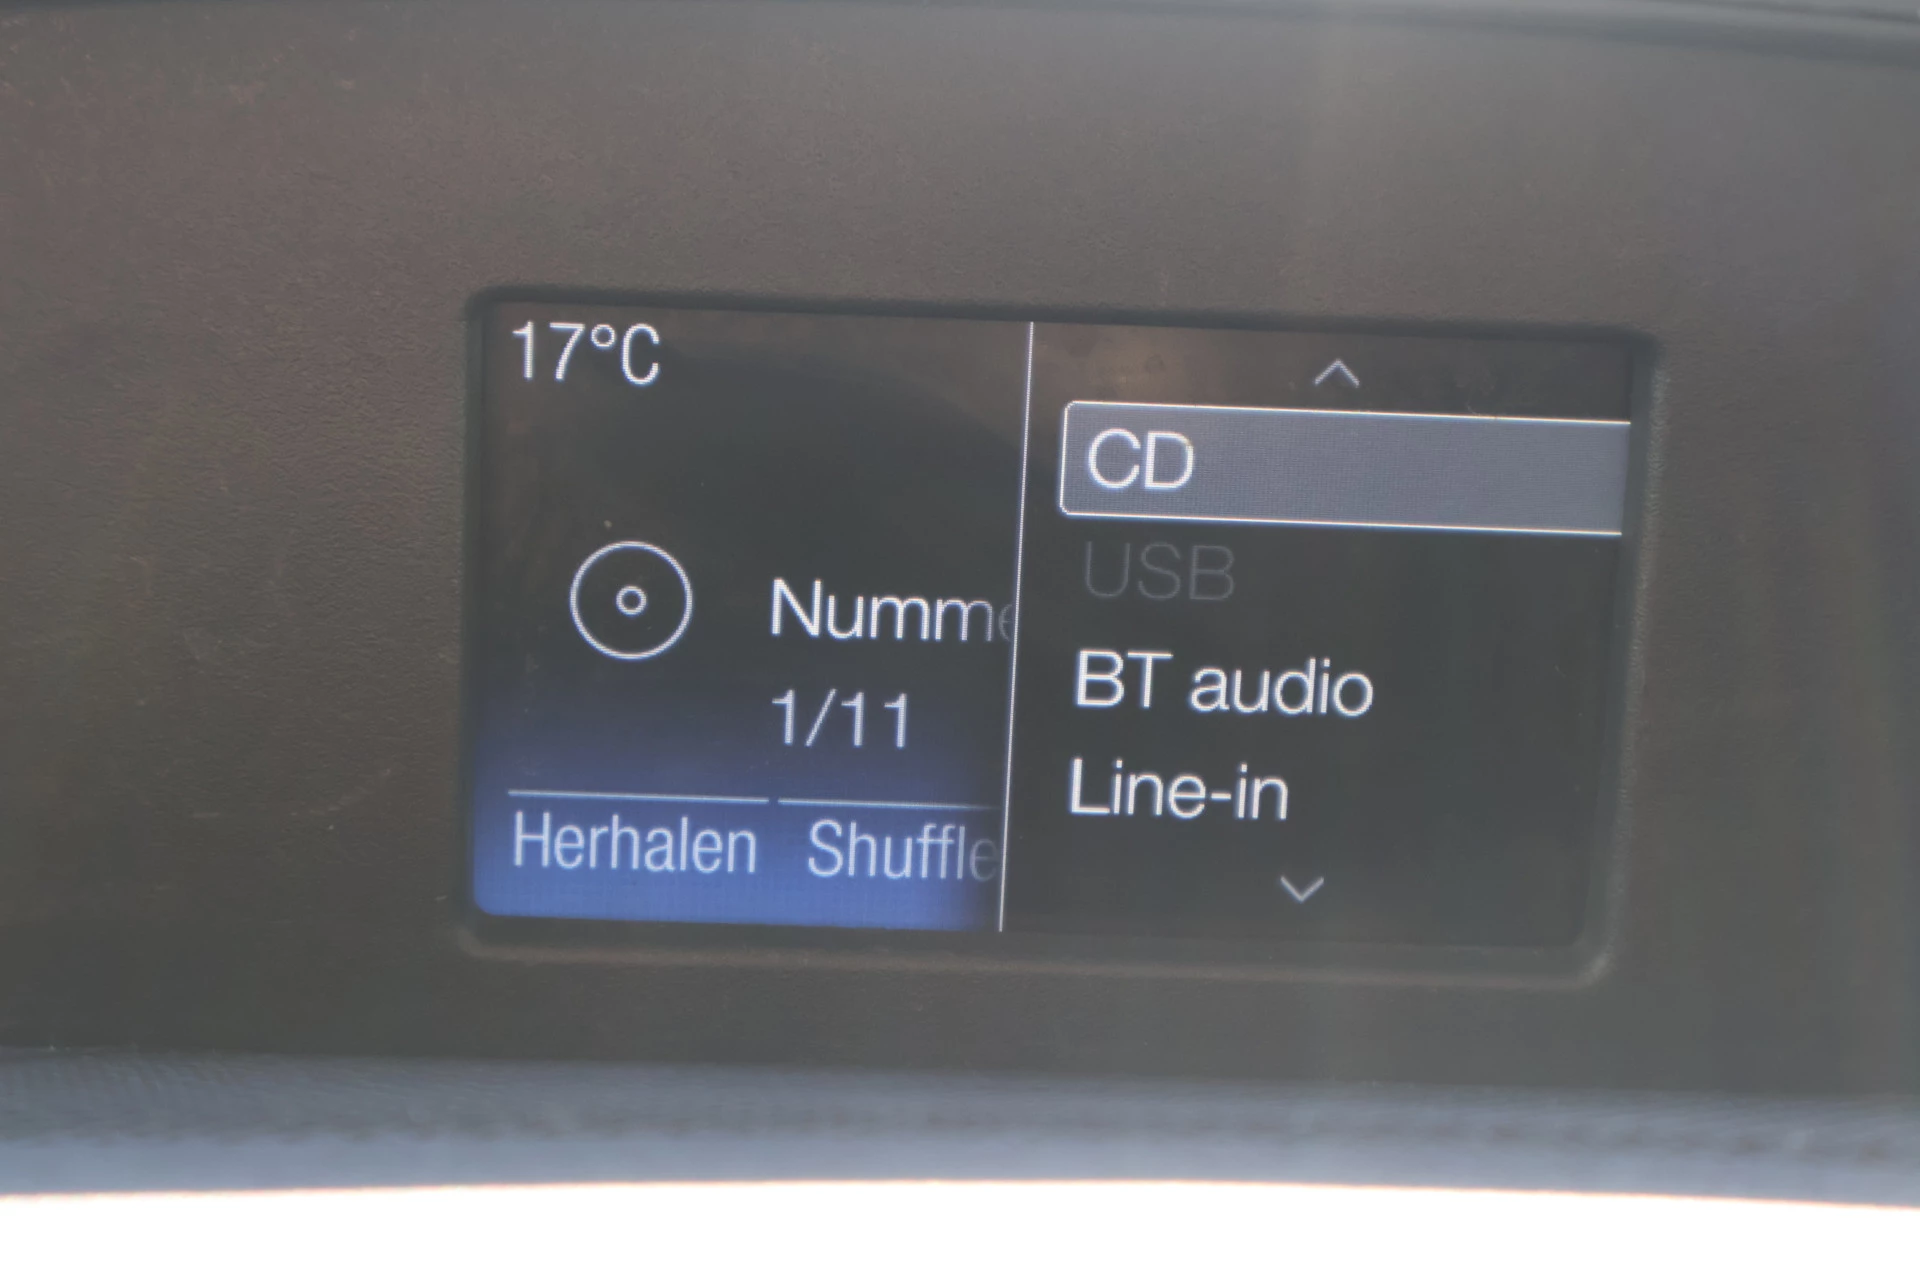 17°C
Numme
1/11
Herhalen
Shuffle
CD
USB
BT audio
Line-in